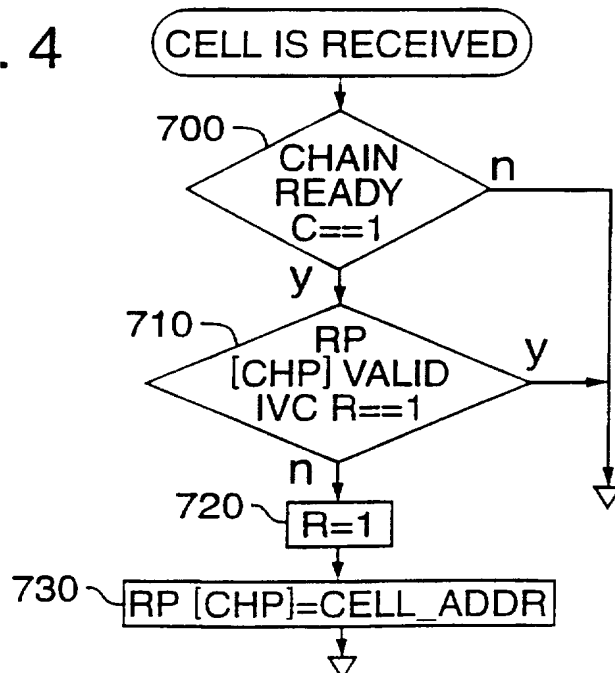 . 4
CELL IS RECEIVED
700
CHAIN
READY
C==1
n
y
710
RP
[CHP] VALID
IVC R==1
y
n
720
R=1
730
RP [CHP]=CELL_ADDR